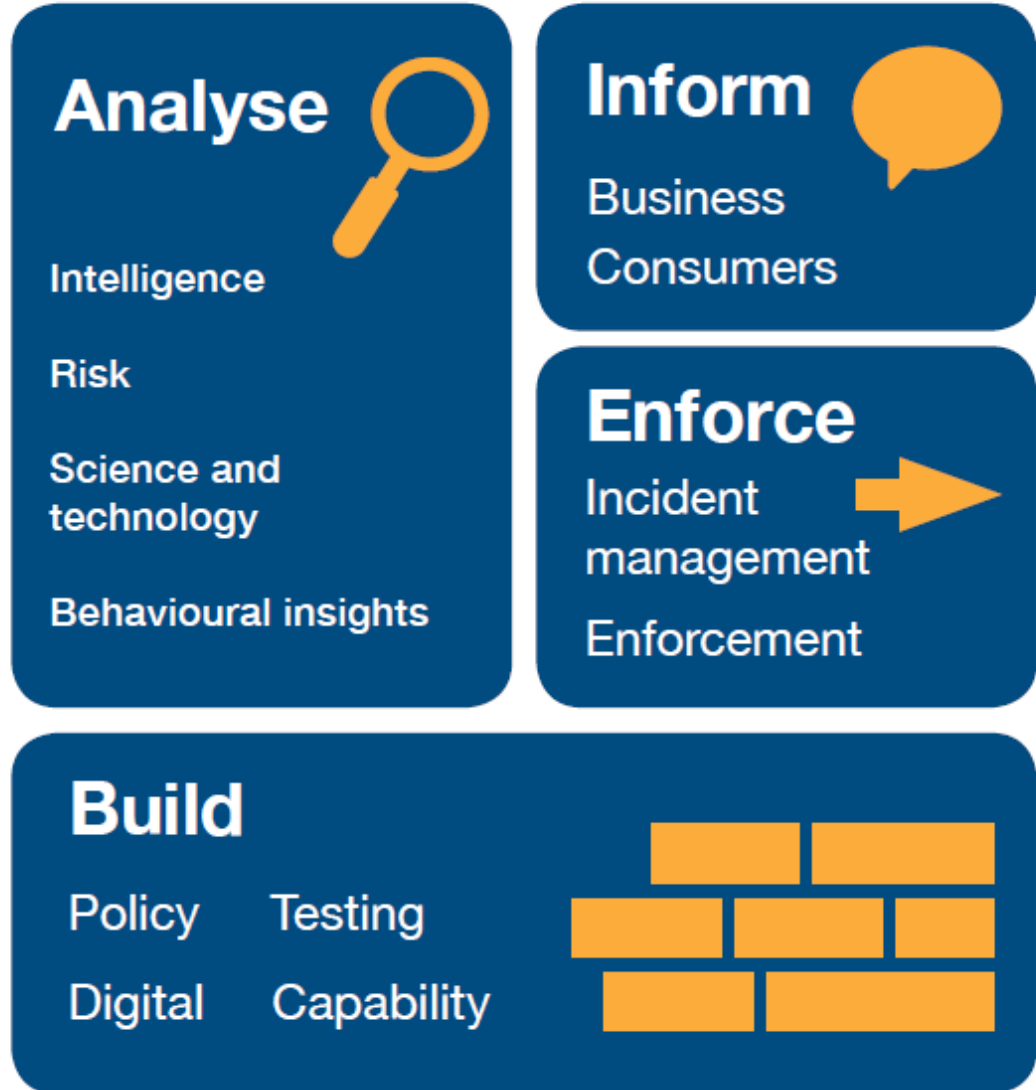 Analyse
Intelligence
Risk
Science and
technology
Behavioural insights
Inform
Business
Consumers
Enforce
Incident
management
Enforcement
Build
Policy Testing
Digital Capability